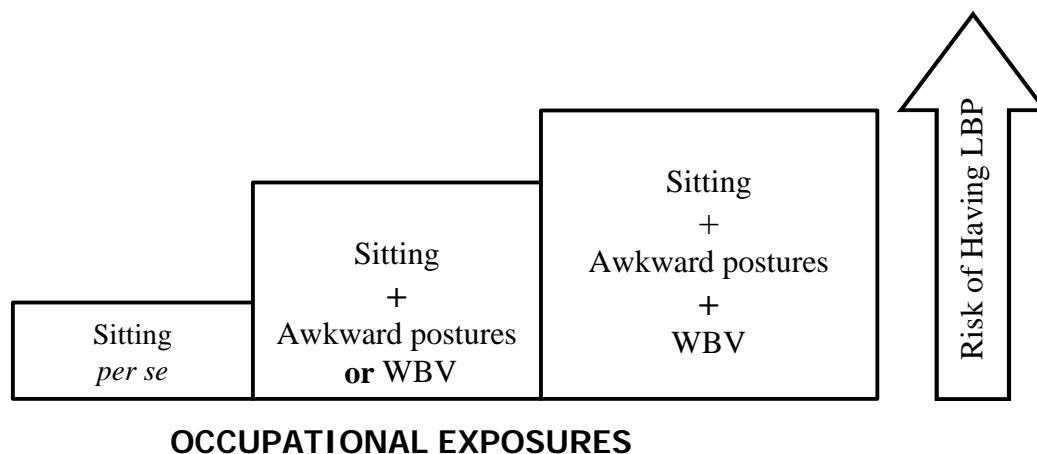 Sitting
per se
Sitting
+
Awkward postures
or WBV
Sitting
+
Awkward postures
+
WBV
Risk of Having LBP
OCCUPATIONAL EXPOSURES